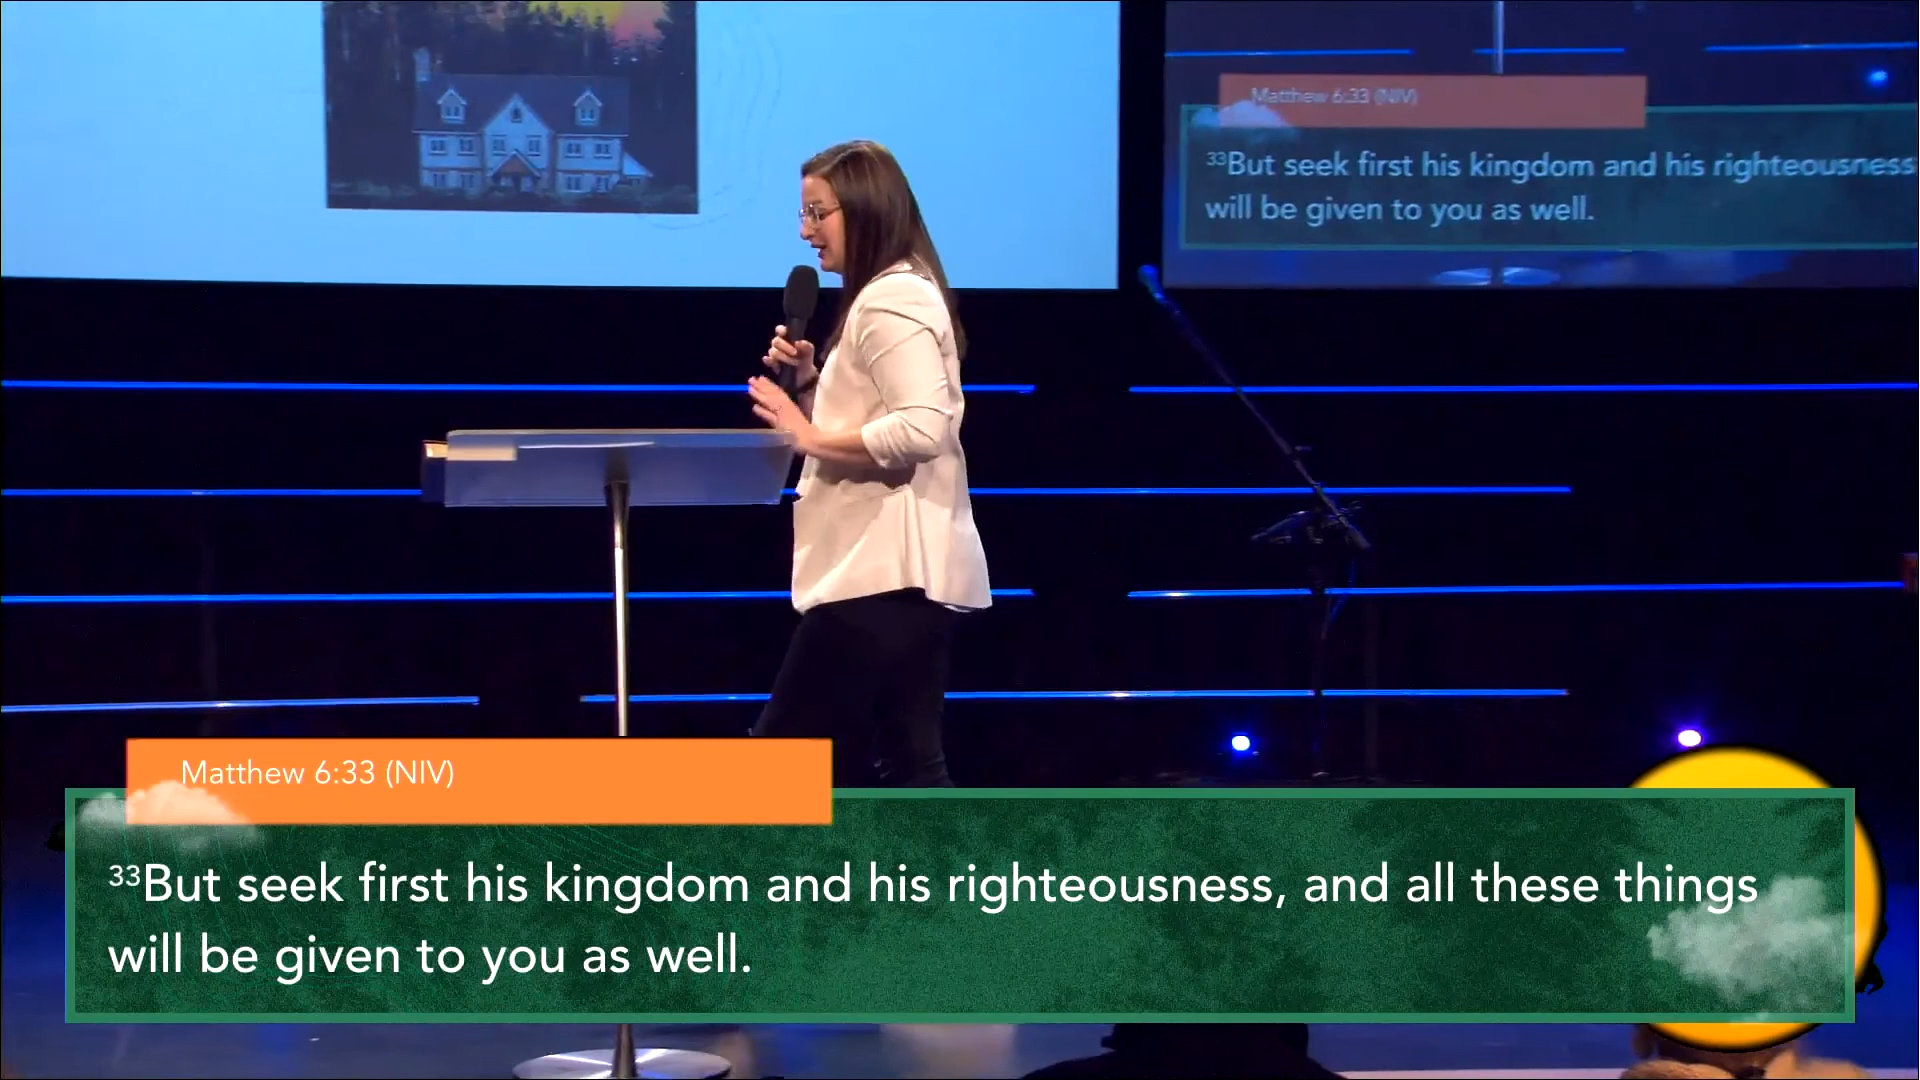 Matthew 6:33 (NIV)
33But seek first his kingdom and his righteousness
will be given to you as well.
Matthew 6:33 (NIV)
33But seek first his kingdom and his righteousness, and all these things
will be given to you as well.